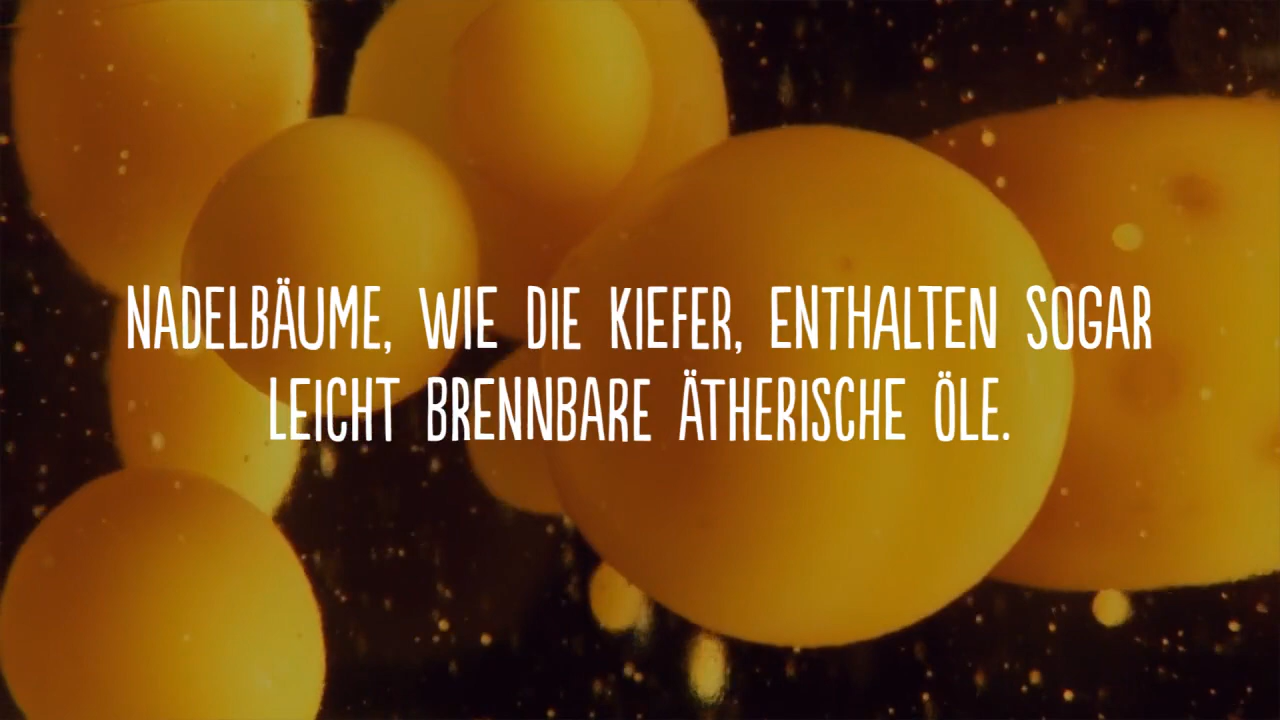 NADELBÄUME, WIE DIE KIEFER, ENTHALTEN SOGAR
LEICHT BRENNBARE ÄTHERISCHE ÖLE.